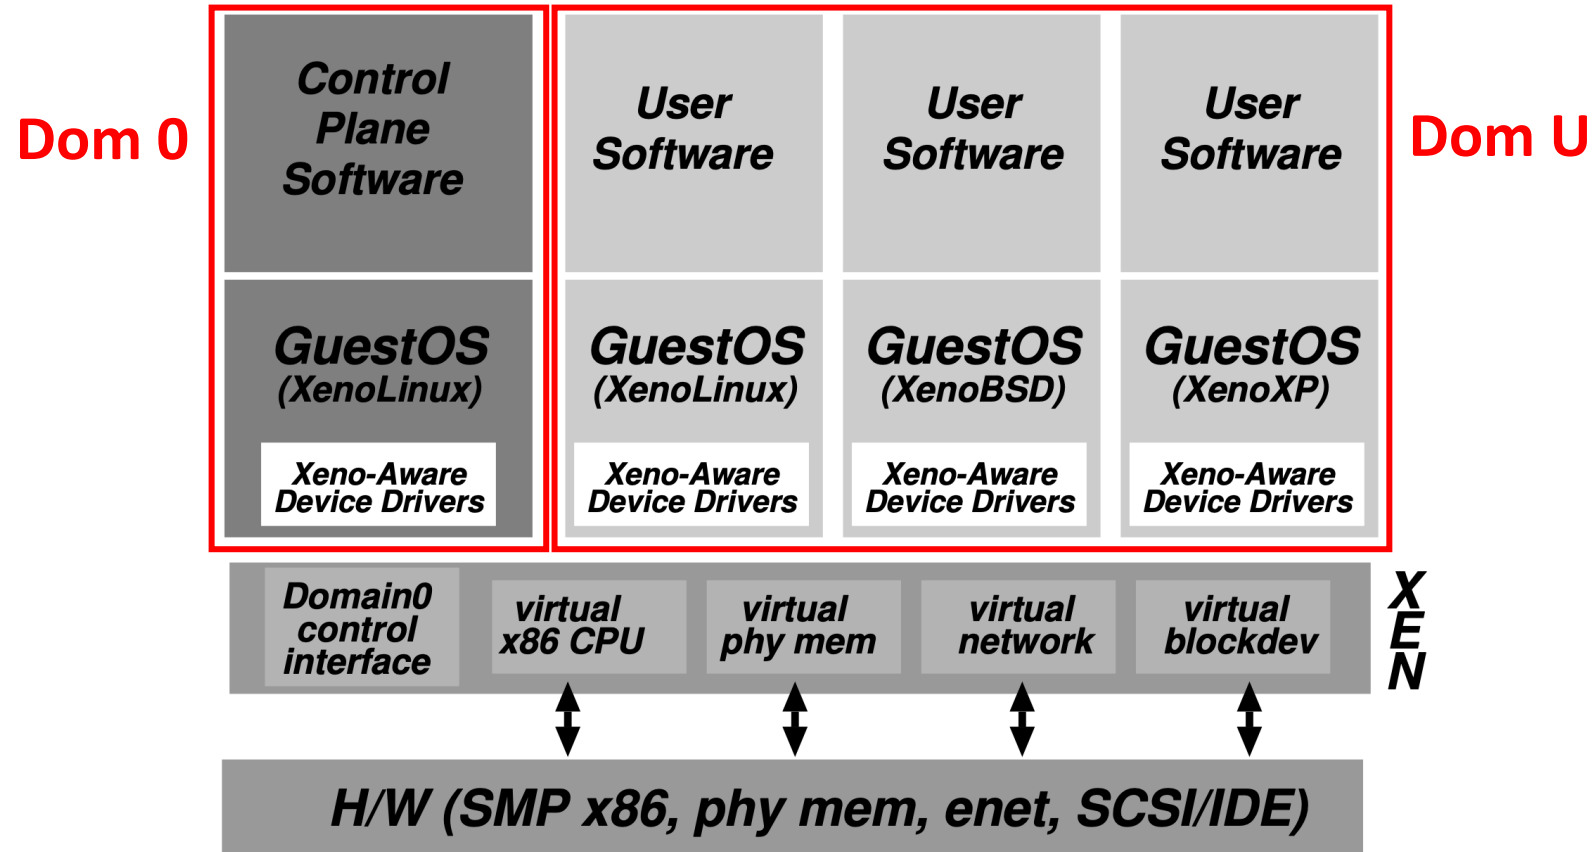 Dom 0
Control
Plane
Software
User
Software
User
Software
User
Software
Dom U
GuestOS
(XenoLinux)
Xeno-Aware
Device Drivers
GuestOS
(XenoLinux)
Xeno-Aware
Device Drivers
GuestOS
(XenoBSD)
Xeno-Aware
Device Drivers
GuestOS
(XenoXP)
Xeno-Aware
Device Drivers
Domain0
control
interface
virtual
x86 CPU
virtual
phy mem
virtual
network
virtual
blockdev
XEN
H/W (SMP x86, phy mem, enet, SCSI/IDE)